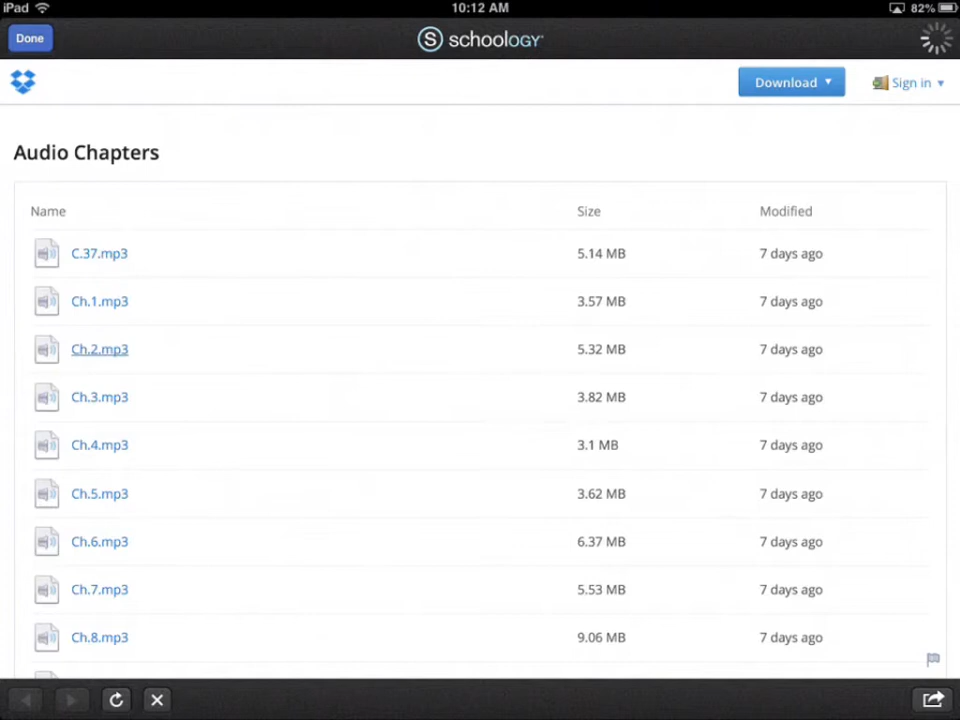 iPad 10:12 AM 82%
Done schoology
Download Sign in
Audio Chapters
Name Size Modified
C.37.mp3 5.14 MB 7 days ago
Ch.1.mp3 3.57 MB 7 days ago
Ch.2.mp3 5.32 MB 7 days ago
Ch.3.mp3 3.82 MB 7 days ago
Ch.4.mp3 3.1 MB 7 days ago
Ch.5.mp3 3.62 MB 7 days ago
Ch.6.mp3 6.37 MB 7 days ago
Ch.7.mp3 5.53 MB 7 days ago
Ch.8.mp3 9.06 MB 7 days ago